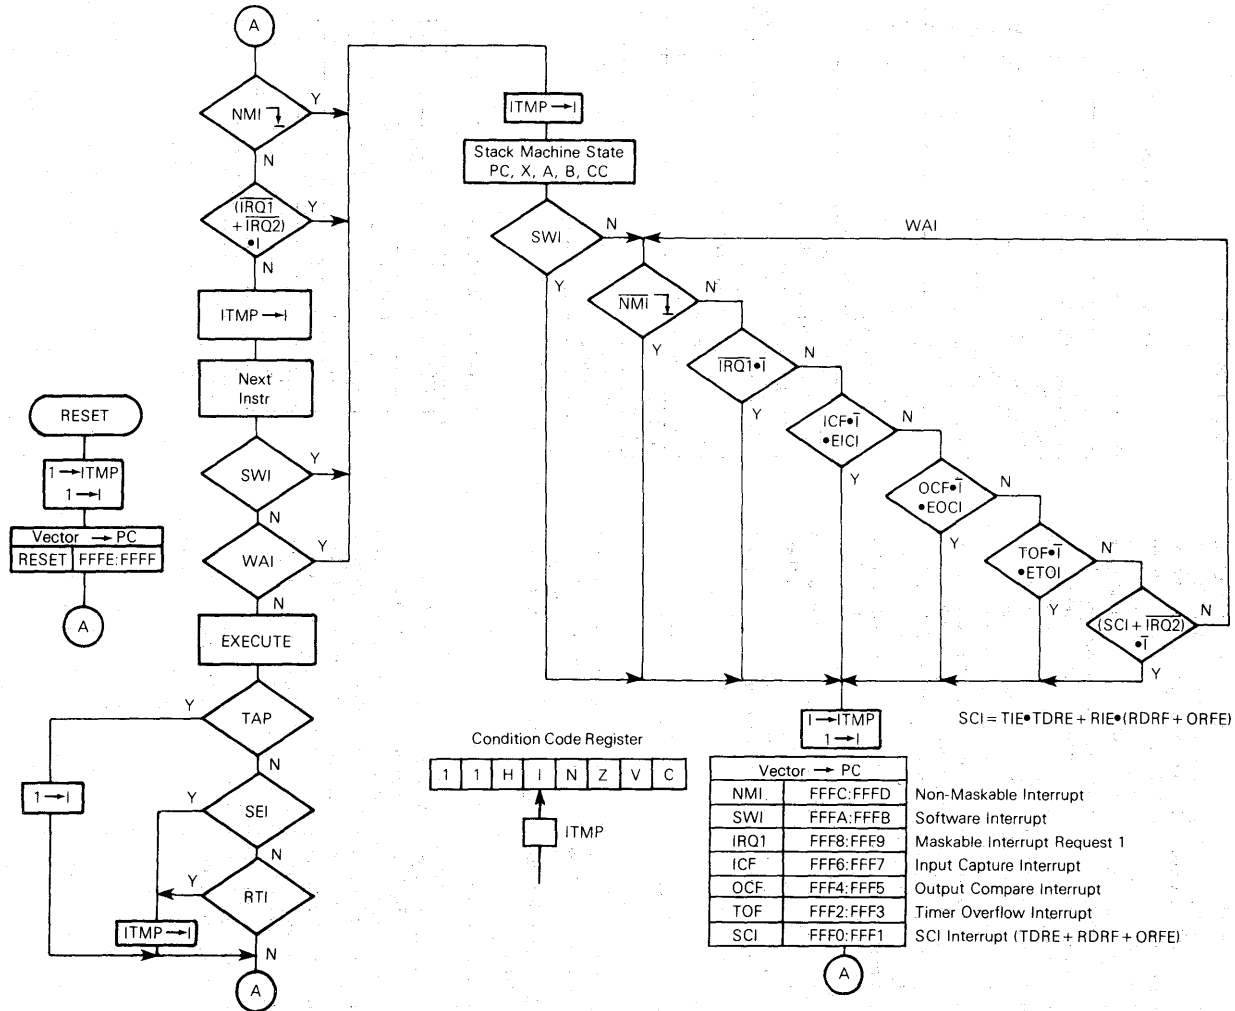 A
NMI
Y
N
(IRQ1
+ IRQ2)
•I
Y
N
ITMP → I
Next
Instr
SWI
Y
N
WAI
Y
N
EXECUTE
TAP
Y
N
1 → I
SEI
Y
N
RTI
Y
N
ITMP → I
A
RESET
1 → ITMP
1 → I
Vector → PC
RESET FFFE:FFFF
A
ITMP → I
Stack Machine State
PC, X, A, B, CC
SWI
N
Y
WAI
N̅M̅I̅
N
Y
I̅R̅Q̅1̅•I̅
N
Y
ICF•I̅
•EICI
N
Y
OCF•I̅
•EOCI
N
Y
TOF•I̅
•ETOI
N
Y
(SCI + I̅R̅Q̅2̅)
•I̅
N
Y
I → ITMP
1 → I
SCI = TIE•TDRE + RIE•(RDRF + ORFE)
Condition Code Register
1 1 H I N Z V C
ITMP
Vector → PC
NMI FFFC:FFFD Non-Maskable Interrupt
SWI FFFA:FFFB Software Interrupt
IRQ1 FFF8:FFF9 Maskable Interrupt Request 1
ICF FFF6:FFF7 Input Capture Interrupt
OCF FFF4:FFF5 Output Compare Interrupt
TOF FFF2:FFF3 Timer Overflow Interrupt
SCI FFF0:FFF1 SCI Interrupt (TDRE + RDRF + ORFE)
A